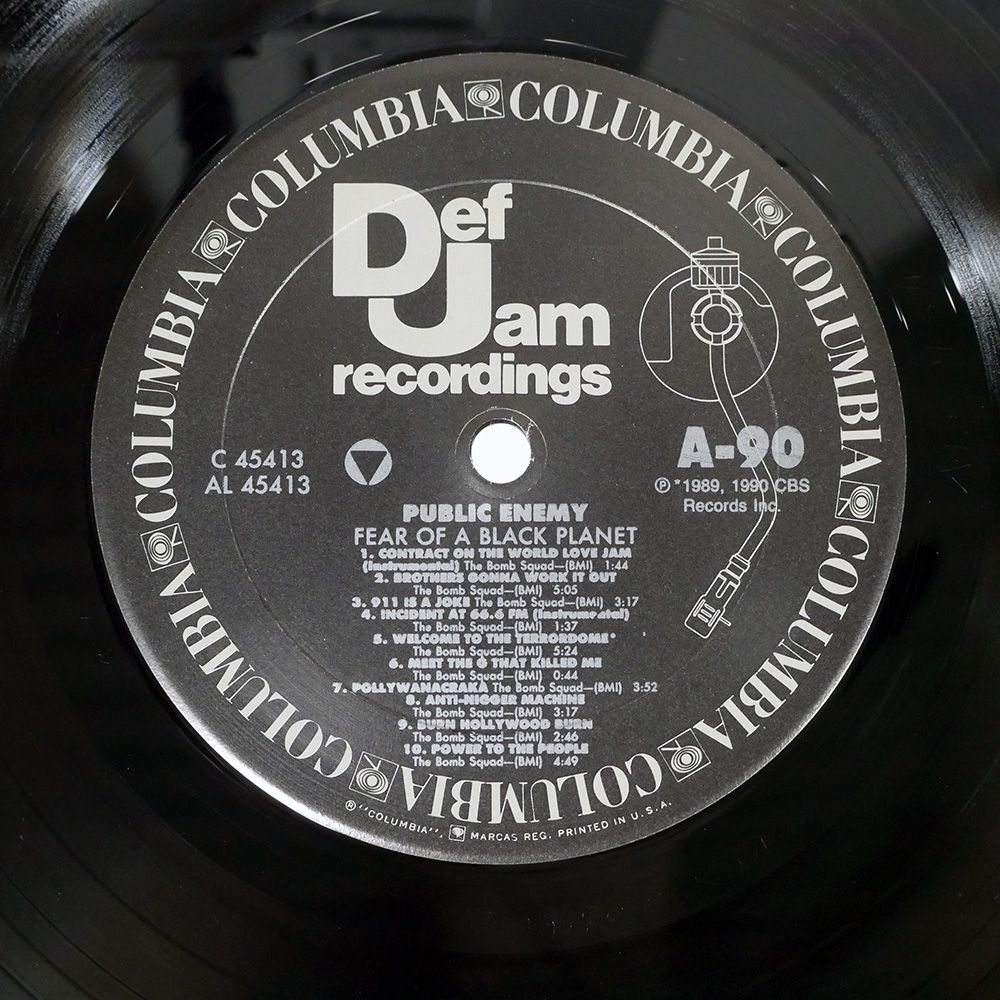 COLUMBIA COLUMBIA COLUMBIA COLUMBIA COLUMBIA COLUMBIA COLUMBIA COLUMBIA
Def
Jam
recordings
C 45413
AL 45413
A-90
℗ *1989, 1990 CBS
Records Inc.
PUBLIC ENEMY
FEAR OF A BLACK PLANET
1. CONTRACT ON THE WORLD LOVE JAM
(instrumental) The Bomb Squad—(BMI) 1:44
2. BROTHERS GONNA WORK IT OUT
The Bomb Squad—(BMI) 5:05
3. 911 IS A JOKE The Bomb Squad—(BMI) 3:17
4. INCIDENT AT 66.6 FM (instrumental)
The Bomb Squad—(BMI) 1:37
5. WELCOME TO THE TERRORDOME*
The Bomb Squad—(BMI) 5:24
6. MEET THE G THAT KILLED ME
The Bomb Squad—(BMI) 0:44
7. POLLYWANACRAKA The Bomb Squad—(BMI) 3:52
8. ANTI-NIGGER MACHINE
The Bomb Squad—(BMI) 3:17
9. BURN HOLLYWOOD BURN
The Bomb Squad—(BMI) 2:46
10. POWER TO THE PEOPLE
The Bomb Squad—(BMI) 4:49
® "COLUMBIA", MARCAS REG. PRINTED IN U.S.A.